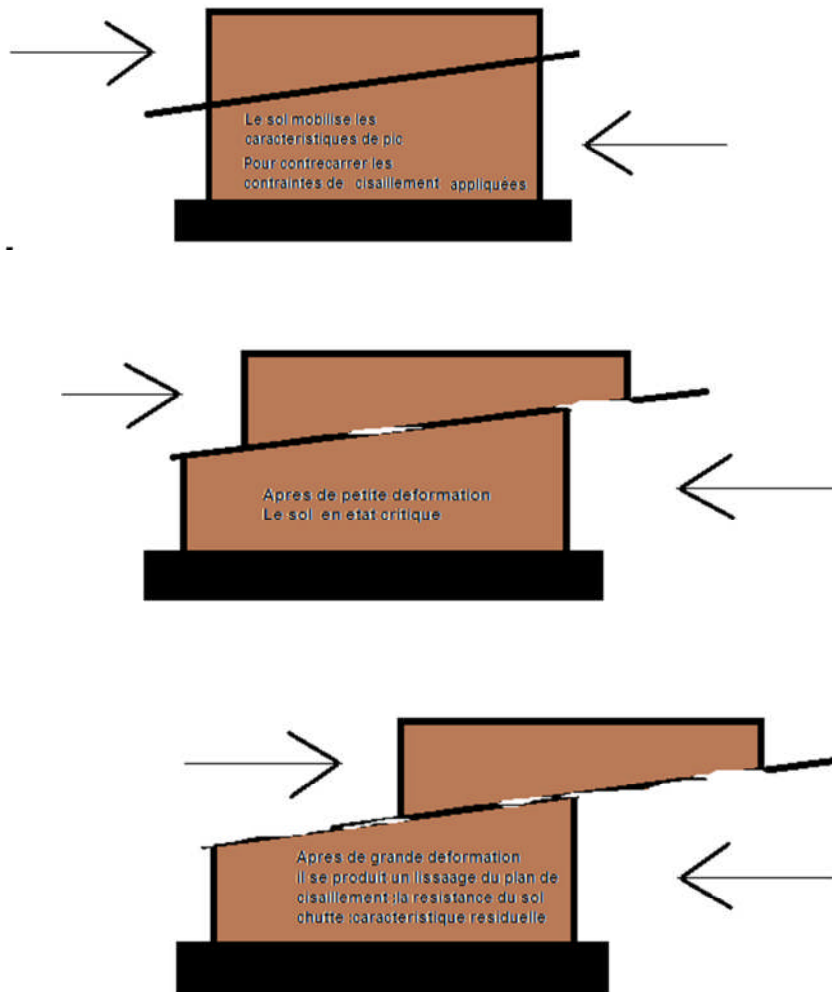 Le sol mobilise les
caracteristiques de pic
Pour contrecarrer les
contraintes de cisaillement appliquées
Apres de petite deformation
Le sol en etat critique
Apres de grande deformation
il se produit un lissaage du plan de
cisaillement :la resistance du sol
chutte :caracteristique residuelle